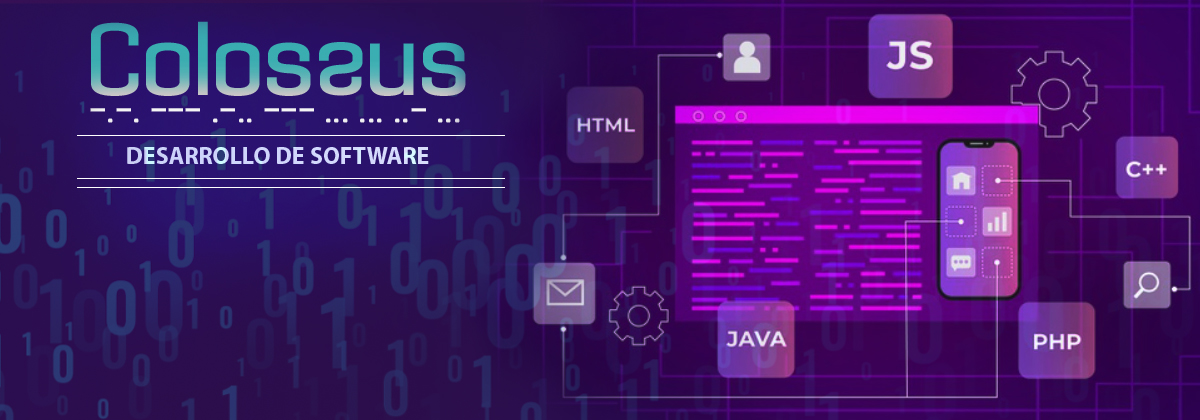 Colossus
DESARROLLO DE SOFTWARE
JS
HTML
C++
JAVA
PHP